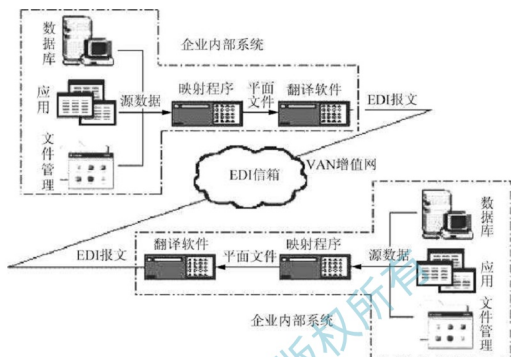 数据库
企业内部系统
应用
源数据
映射程序
平面文件
翻译软件
EDI报文
文件管理
EDI信箱
VAN增值网
EDI报文
翻译软件
平面文件
映射程序
源数据
数据库
应用
文件管理
企业内部系统
版权所有